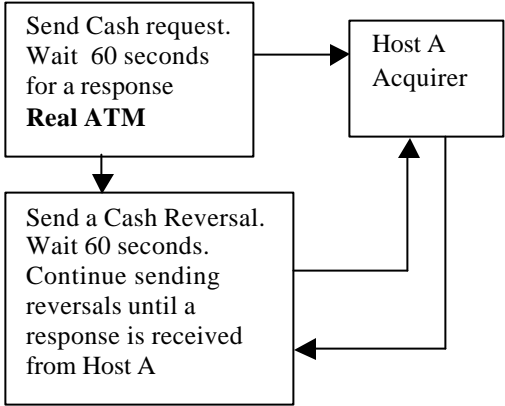 Send Cash request.
Wait 60 seconds
for a response
Real ATM
Host A
Acquirer
Send a Cash Reversal.
Wait 60 seconds.
Continue sending
reversals until a
response is received
from Host A